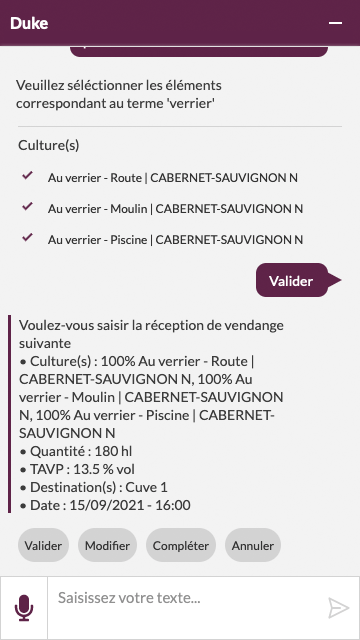 Duke
Veuillez séléctionner les éléments
correspondant au terme 'verrier'
Culture(s)
Au verrier - Route | CABERNET-SAUVIGNON N
Au verrier - Moulin | CABERNET-SAUVIGNON N
Au verrier - Piscine | CABERNET-SAUVIGNON N
Valider
Voulez-vous saisir la réception de vendange
suivante
• Culture(s) : 100% Au verrier - Route |
CABERNET-SAUVIGNON N, 100% Au
verrier - Moulin | CABERNET-SAUVIGNON
N, 100% Au verrier - Piscine | CABERNET-
SAUVIGNON N
• Quantité : 180 hl
• TAVP : 13.5 % vol
• Destination(s) : Cuve 1
• Date : 15/09/2021 - 16:00
Valider Modifier Compléter Annuler
Saisissez votre texte...